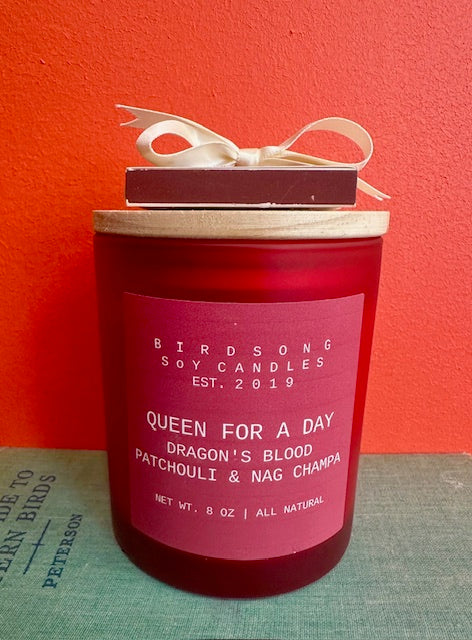 B I R D S O N G
SOY CANDLES
EST. 2019
QUEEN FOR A DAY
DRAGON'S BLOOD
PATCHOULI & NAG CHAMPA
NET WT. 8 OZ | ALL NATURAL
DE TO
ERN BIRDS
PETERSON